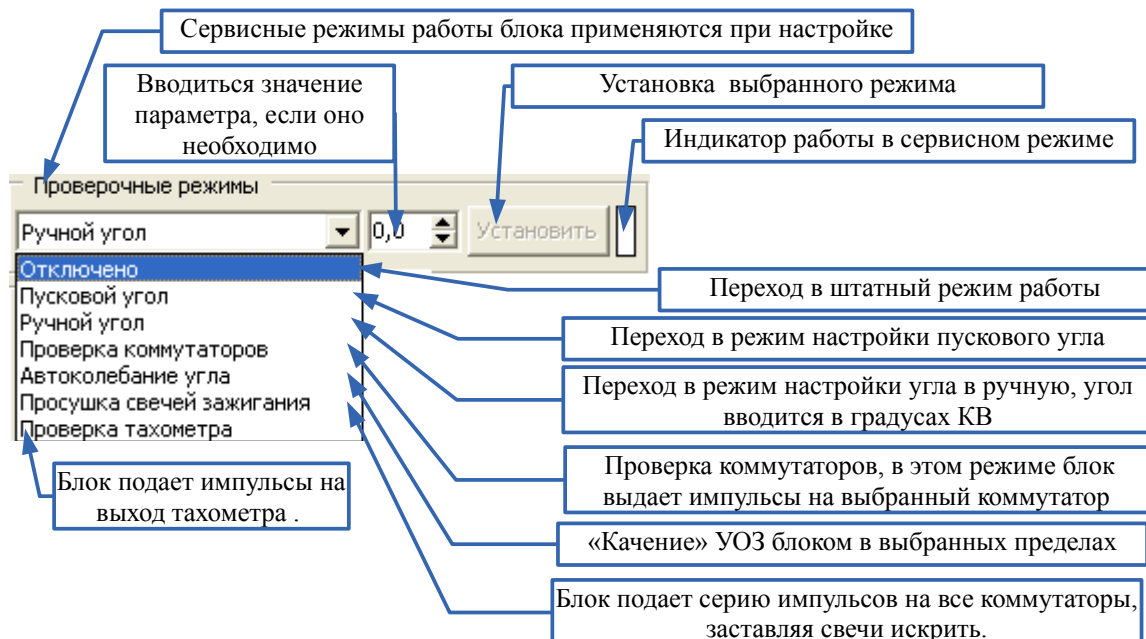 Сервисные режимы работы блока применяются при настройке
Вводиться значение
параметра, если оно
необходимо
Установка выбранного режима
Индикатор работы в сервисном режиме
Проверочные режимы
Ручной угол
0,0
Установить
Отключено
Пусковой угол
Ручной угол
Проверка коммутаторов
Автоколебание угла
Просушка свечей зажигания
Проверка тахометра
Переход в штатный режим работы
Переход в режим настройки пускового угла
Переход в режим настройки угла в ручную, угол
вводится в градусах КВ
Проверка коммутаторов, в этом режиме блок
выдает импульсы на выбранный коммутатор
Блок подает импульсы на
выход тахометра .
«Качение» УОЗ блоком в выбранных пределах
Блок подает серию импульсов на все коммутаторы,
заставляя свечи искрить.